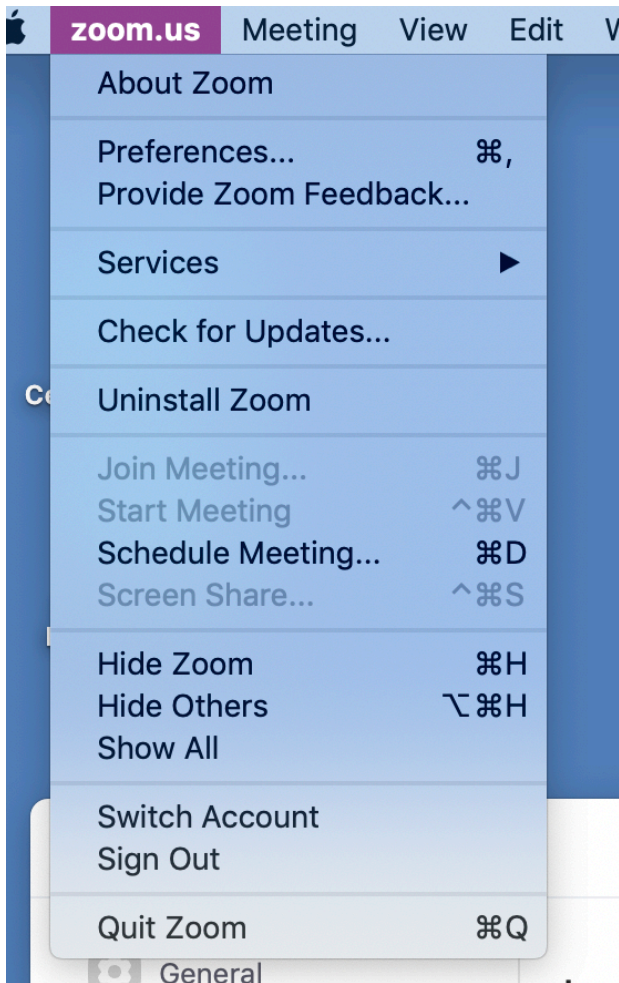 zoom.us Meeting View Edit
About Zoom
Preferences... ⌘,
Provide Zoom Feedback...
Services ▶
Check for Updates...
Uninstall Zoom
Join Meeting... ⌘J
Start Meeting ^⌘V
Schedule Meeting... ⌘D
Screen Share... ^⌘S
Hide Zoom ⌘H
Hide Others ⌥⌘H
Show All
Switch Account
Sign Out
Quit Zoom ⌘Q
General